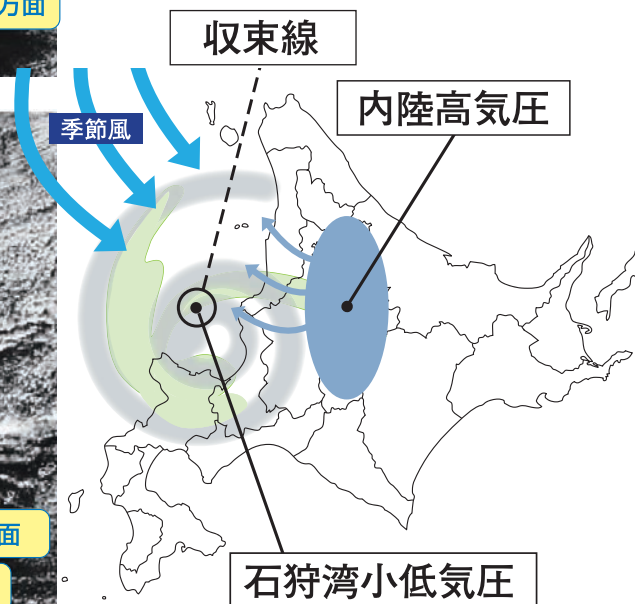 方面
収束線
内陸高気圧
季節風
面
石狩湾小低気圧